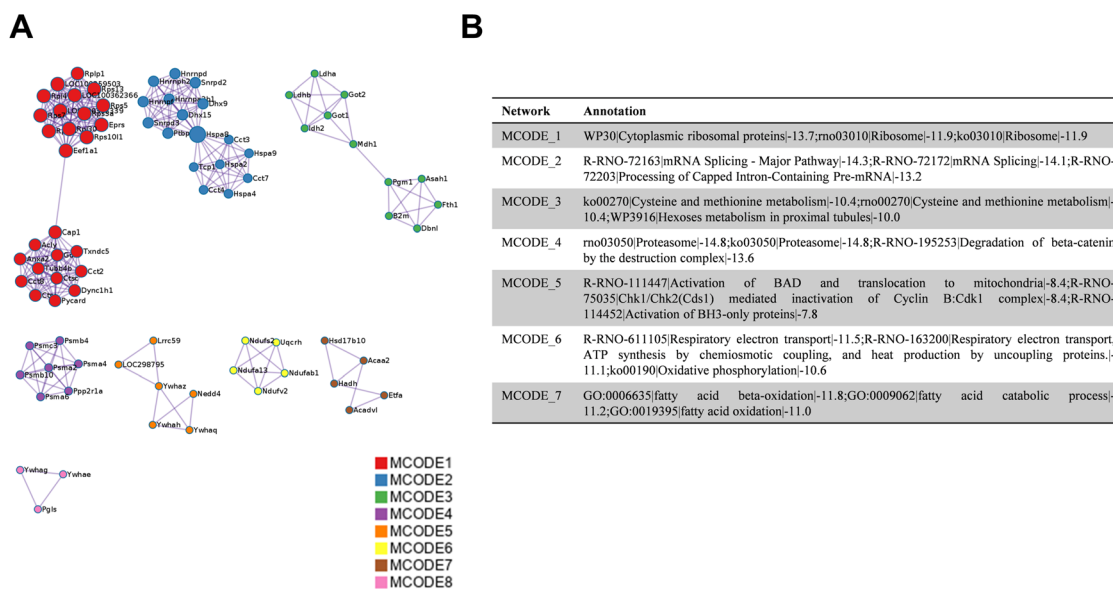 A
B
Rplp1
LOC100359503
Rps13
Rpl4
LOC100362366
Rps5
Rps7
Rps3a
Eprs
Rps10l1
Eef1a1
Cap1
Acly
Txndc5
Anxa2
Tubb4b
Cct2
Cct8
Ctsc
Dync1h1
Pycard
Hnrnpd
Hnrnph2
Snrpd2
Hnrnpf
Dhx9
Dhx15
Snrpd3
Hspa8
Cct3
Hspa9
Tcp1
Hspa2
Cct7
Cct4
Hspa4
Ldha
Ldhb
Got2
Got1
Idh2
Mdh1
Pgm1
Asah1
Fth1
B2m
Dbnl
Psmb4
Psmc3
Psma2
Psma4
Psmb10
Ppp2r1a
Psma6
Lrrc59
LOC298795
Ywhaz
Nedd4
Ywhah
Ywhaq
Ndufs2
Uqcrh
Ndufa13
Ndufab1
Ndufv2
Hsd17b10
Acaa2
Hadh
Etfa
Acadvl
Ywhag
Ywhae
Pgls
MCODE1
MCODE2
MCODE3
MCODE4
MCODE5
MCODE6
MCODE7
MCODE8
Network Annotation
MCODE_1 WP30|Cytoplasmic ribosomal proteins|-13.7;rno03010|Ribosome|-11.9;ko03010|Ribosome|-11.9
MCODE_2 R-RNO-72163|mRNA Splicing - Major Pathway|-14.3;R-RNO-72172|mRNA Splicing|-14.1;R-RNO-
72203|Processing of Capped Intron-Containing Pre-mRNA|-13.2
MCODE_3 ko00270|Cysteine and methionine metabolism|-10.4;rno00270|Cysteine and methionine metabolism|-
10.4;WP3916|Hexoses metabolism in proximal tubules|-10.0
MCODE_4 rno03050|Proteasome|-14.8;ko03050|Proteasome|-14.8;R-RNO-195253|Degradation of beta-catenin
by the destruction complex|-13.6
MCODE_5 R-RNO-111447|Activation of BAD and translocation to mitochondria|-8.4;R-RNO-
75035|Chk1/Chk2(Cds1) mediated inactivation of Cyclin B:Cdk1 complex|-8.4;R-RNO-
114452|Activation of BH3-only proteins|-7.8
MCODE_6 R-RNO-611105|Respiratory electron transport|-11.5;R-RNO-163200|Respiratory electron transport,
ATP synthesis by chemiosmotic coupling, and heat production by uncoupling proteins.|-
11.1;ko00190|Oxidative phosphorylation|-10.6
MCODE_7 GO:0006635|fatty acid beta-oxidation|-11.8;GO:0009062|fatty acid catabolic process|-
11.2;GO:0019395|fatty acid oxidation|-11.0